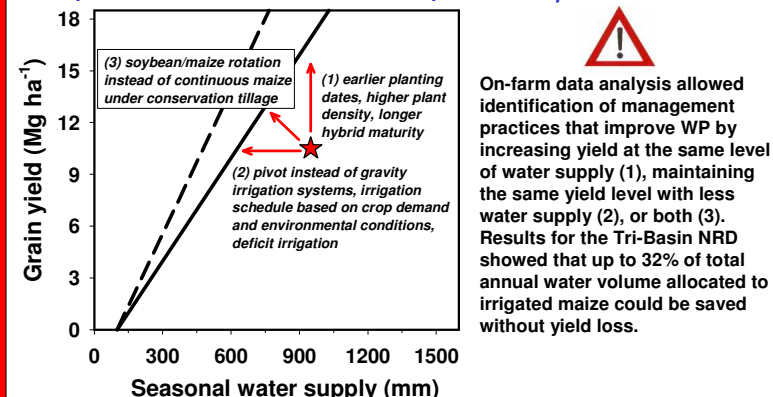 18
15
12
9
6
3
0
0 300 600 900 1200 1500
Grain yield (Mg ha-1)
Seasonal water supply (mm)
(3) soybean/maize rotation
instead of continuous maize
under conservation tillage
(1) earlier planting
dates, higher plant
density, longer
hybrid maturity
(2) pivot instead of gravity
irrigation systems, irrigation
schedule based on crop demand
and environmental conditions,
deficit irrigation
!
On-farm data analysis allowed
identification of management
practices that improve WP by
increasing yield at the same level
of water supply (1), maintaining
the same yield level with less
water supply (2), or both (3).
Results for the Tri-Basin NRD
showed that up to 32% of total
annual water volume allocated to
irrigated maize could be saved
without yield loss.